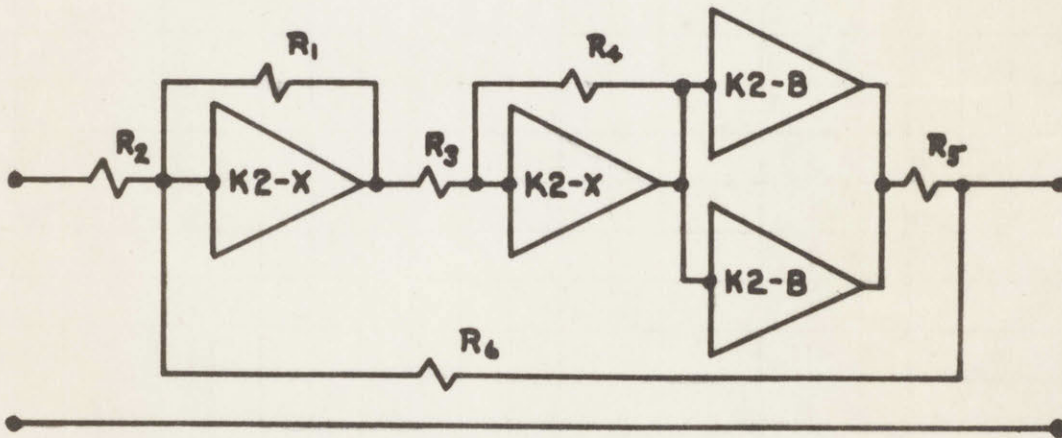 R₁
R₄
K2-B
R₂
K2-X
R₃
K2-X
R₅
K2-B
R₆